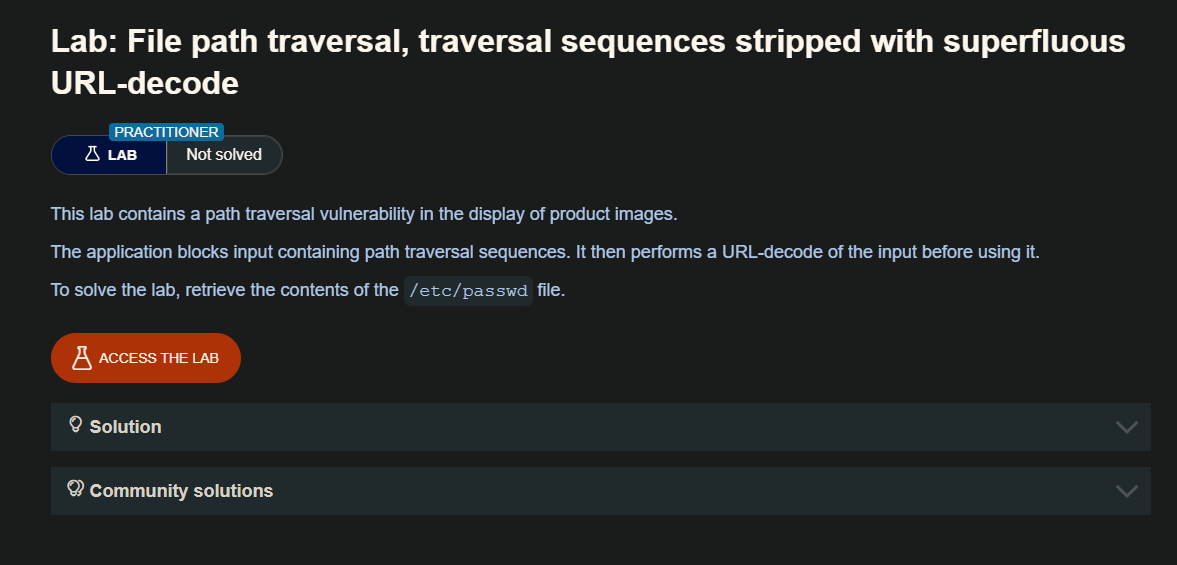 Lab: File path traversal, traversal sequences stripped with superfluous
URL-decode
PRACTITIONER
LAB
Not solved
This lab contains a path traversal vulnerability in the display of product images.
The application blocks input containing path traversal sequences. It then performs a URL-decode of the input before using it.
To solve the lab, retrieve the contents of the /etc/passwd file.
ACCESS THE LAB
Solution
Community solutions